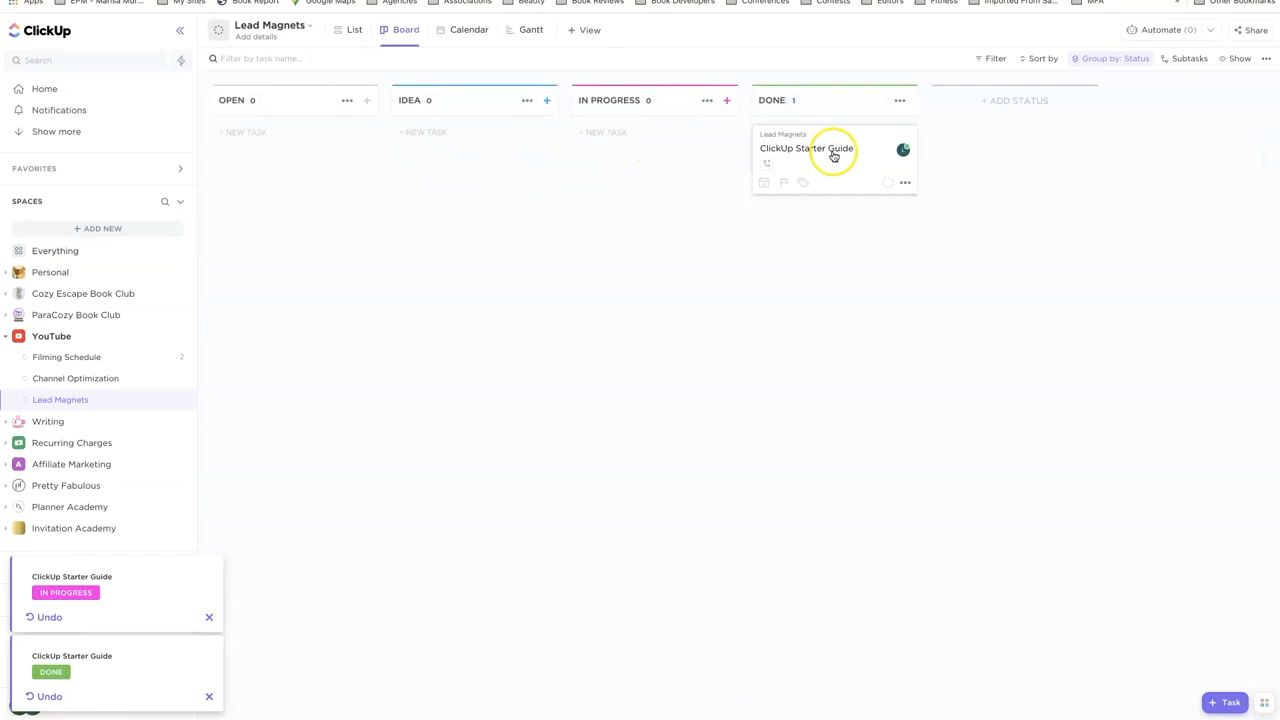 Apps
EPM – Marisa Mur...
My Sites
Book Report
Google Maps
Agencies
Associations
Beauty
Book Reviews
Book Developers
Conferences
Contests
Editors
Fitness
Imported From Sa...
MFA
»
Other Bookmarks
ClickUp
Lead Magnets
Add details
List
Board
Calendar
Gantt
+ View
Automate (0)
Share
Search
Filter by task name...
Filter
Sort by
Group by: Status
Subtasks
Show
Home
Notifications
Show more
FAVORITES
SPACES
+ ADD NEW
Everything
Personal
Cozy Escape Book Club
ParaCozy Book Club
YouTube
Filming Schedule 2
Channel Optimization
Lead Magnets
Writing
Recurring Charges
A Affiliate Marketing
Pretty Fabulous
Planner Academy
Invitation Academy
OPEN 0
+ NEW TASK
IDEA 0
+ NEW TASK
IN PROGRESS 0
+ NEW TASK
DONE 1
Lead Magnets
ClickUp Starter Guide
+ ADD STATUS
ClickUp Starter Guide
IN PROGRESS
Undo
ClickUp Starter Guide
DONE
Undo
+ Task